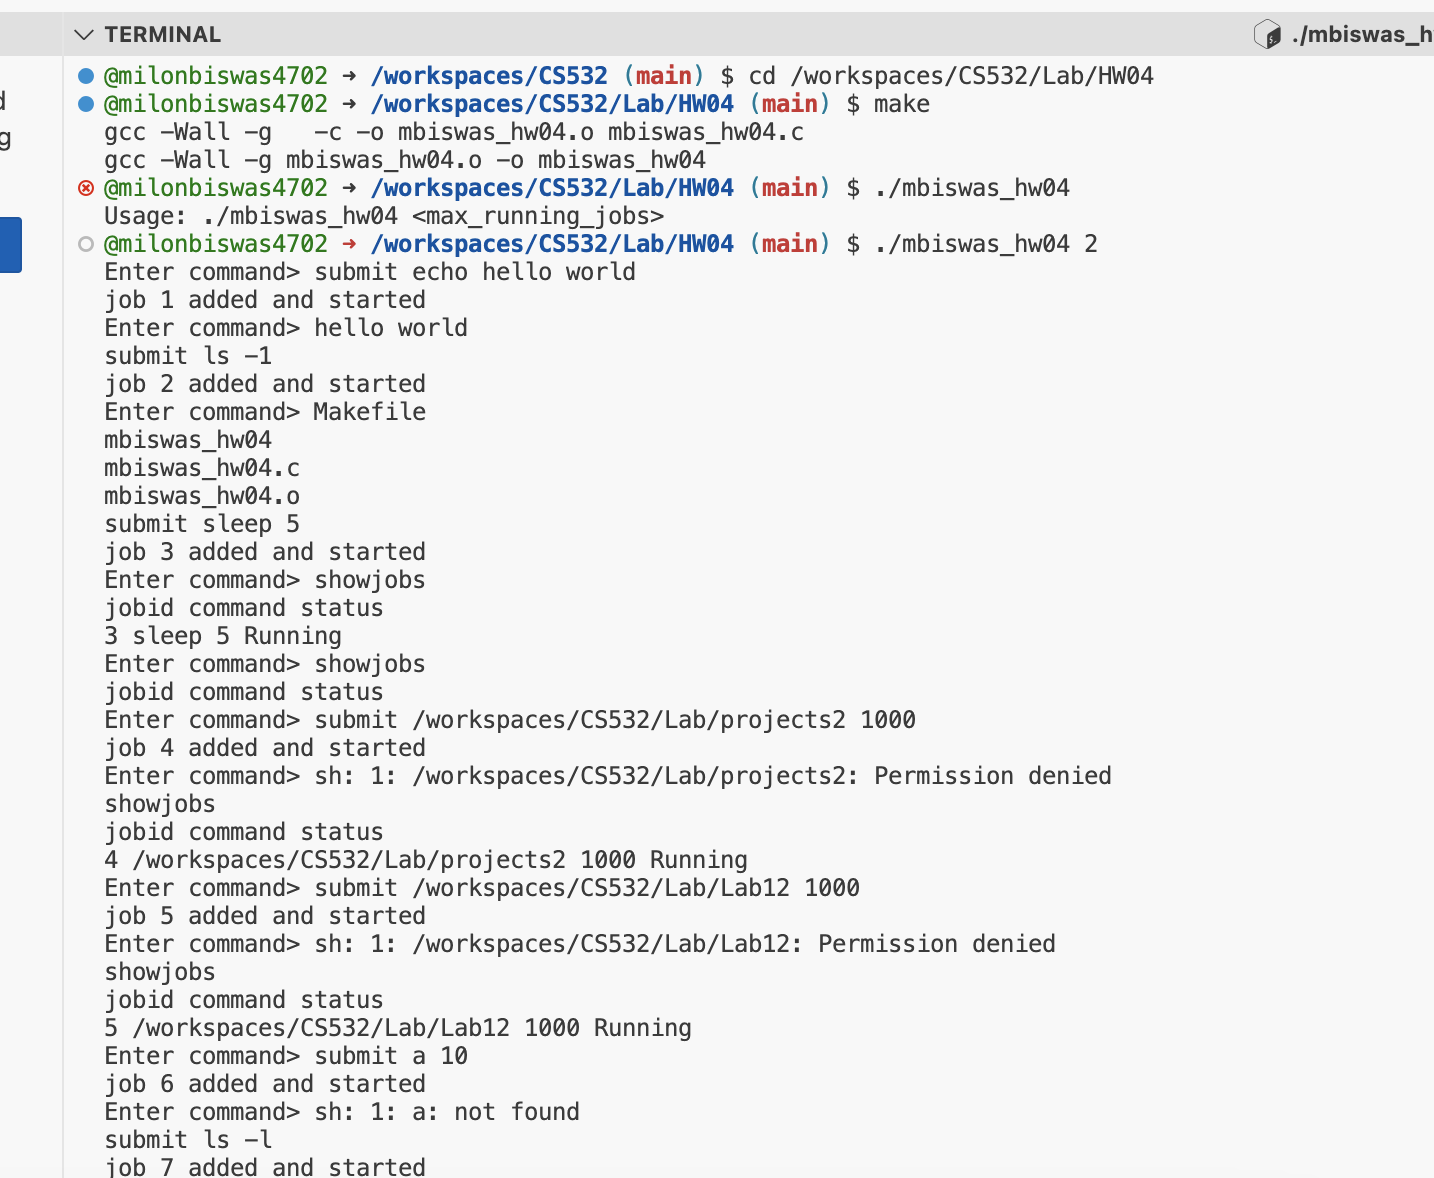 TERMINAL
./mbiswas_h
@milonbiswas4702 → /workspaces/CS532 (main) $ cd /workspaces/CS532/Lab/HW04
@milonbiswas4702 → /workspaces/CS532/Lab/HW04 (main) $ make
gcc -Wall -g   -c -o mbiswas_hw04.o mbiswas_hw04.c
gcc -Wall -g mbiswas_hw04.o -o mbiswas_hw04
@milonbiswas4702 → /workspaces/CS532/Lab/HW04 (main) $ ./mbiswas_hw04
Usage: ./mbiswas_hw04 <max_running_jobs>
@milonbiswas4702 → /workspaces/CS532/Lab/HW04 (main) $ ./mbiswas_hw04 2
Enter command> submit echo hello world
job 1 added and started
Enter command> hello world
submit ls -1
job 2 added and started
Enter command> Makefile
mbiswas_hw04
mbiswas_hw04.c
mbiswas_hw04.o
submit sleep 5
job 3 added and started
Enter command> showjobs
jobid command status
3 sleep 5 Running
Enter command> showjobs
jobid command status
Enter command> submit /workspaces/CS532/Lab/projects2 1000
job 4 added and started
Enter command> sh: 1: /workspaces/CS532/Lab/projects2: Permission denied
showjobs
jobid command status
4 /workspaces/CS532/Lab/projects2 1000 Running
Enter command> submit /workspaces/CS532/Lab/Lab12 1000
job 5 added and started
Enter command> sh: 1: /workspaces/CS532/Lab/Lab12: Permission denied
showjobs
jobid command status
5 /workspaces/CS532/Lab/Lab12 1000 Running
Enter command> submit a 10
job 6 added and started
Enter command> sh: 1: a: not found
submit ls -l
job 7 added and started